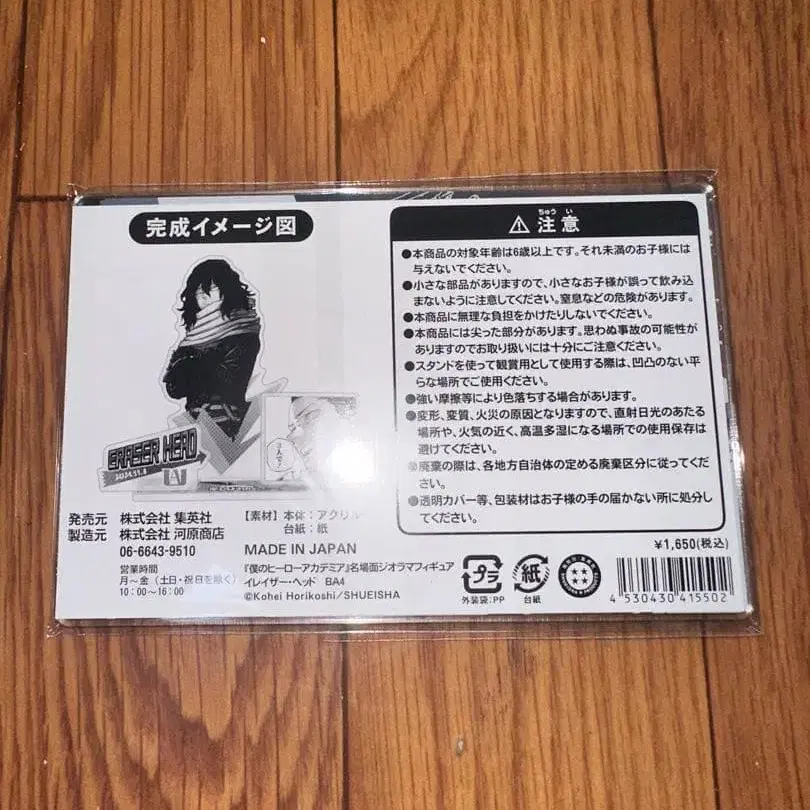 完成イメージ図
ERASER HEAD
発売元 株式会社 集英社
製造元 株式会社 河原商店
06-6643-9510
営業時間
月〜金(土日・祝日を除く)
10:00〜16:00
【素材】本体:アクリル
台紙:紙
MADE IN JAPAN
『僕のヒーローアカデミア』名場面ジオラマフィギュア
イレイザー・ヘッド BA4
©Kohei Horikoshi/SHUEISHA
ちゅう い
注意
●本商品の対象年齢は6歳以上です。それ未満のお子様には
与えないでください。
●小さな部品がありますので、小さなお子様が誤って飲み込
まないように注意してください。窒息などの危険があります。
●本商品に無理な負担をかけたりしないでください。
●本商品には尖った部分があります。思わぬ事故の可能性が
ありますのでお取り扱いには十分にご注意ください。
●スタンドを使って観賞用として使用する際は、凹凸のない平
らな場所でご使用ください。
●強い摩擦等により色落ちする場合があります。
●変形、変質、火災の原因となりますので、直射日光のあたる
場所や、火気の近く、高温多湿になる場所での使用保存は
避けてください。
●廃棄の際は、各地方自治体の定める廃棄区分に従ってくだ
さい。
●透明カバー等、包装材はお子様の手の届かない所に処分し
てください。
¥1,650(税込)
プラ
外装袋:PP
紙
台紙
4 530430 415502